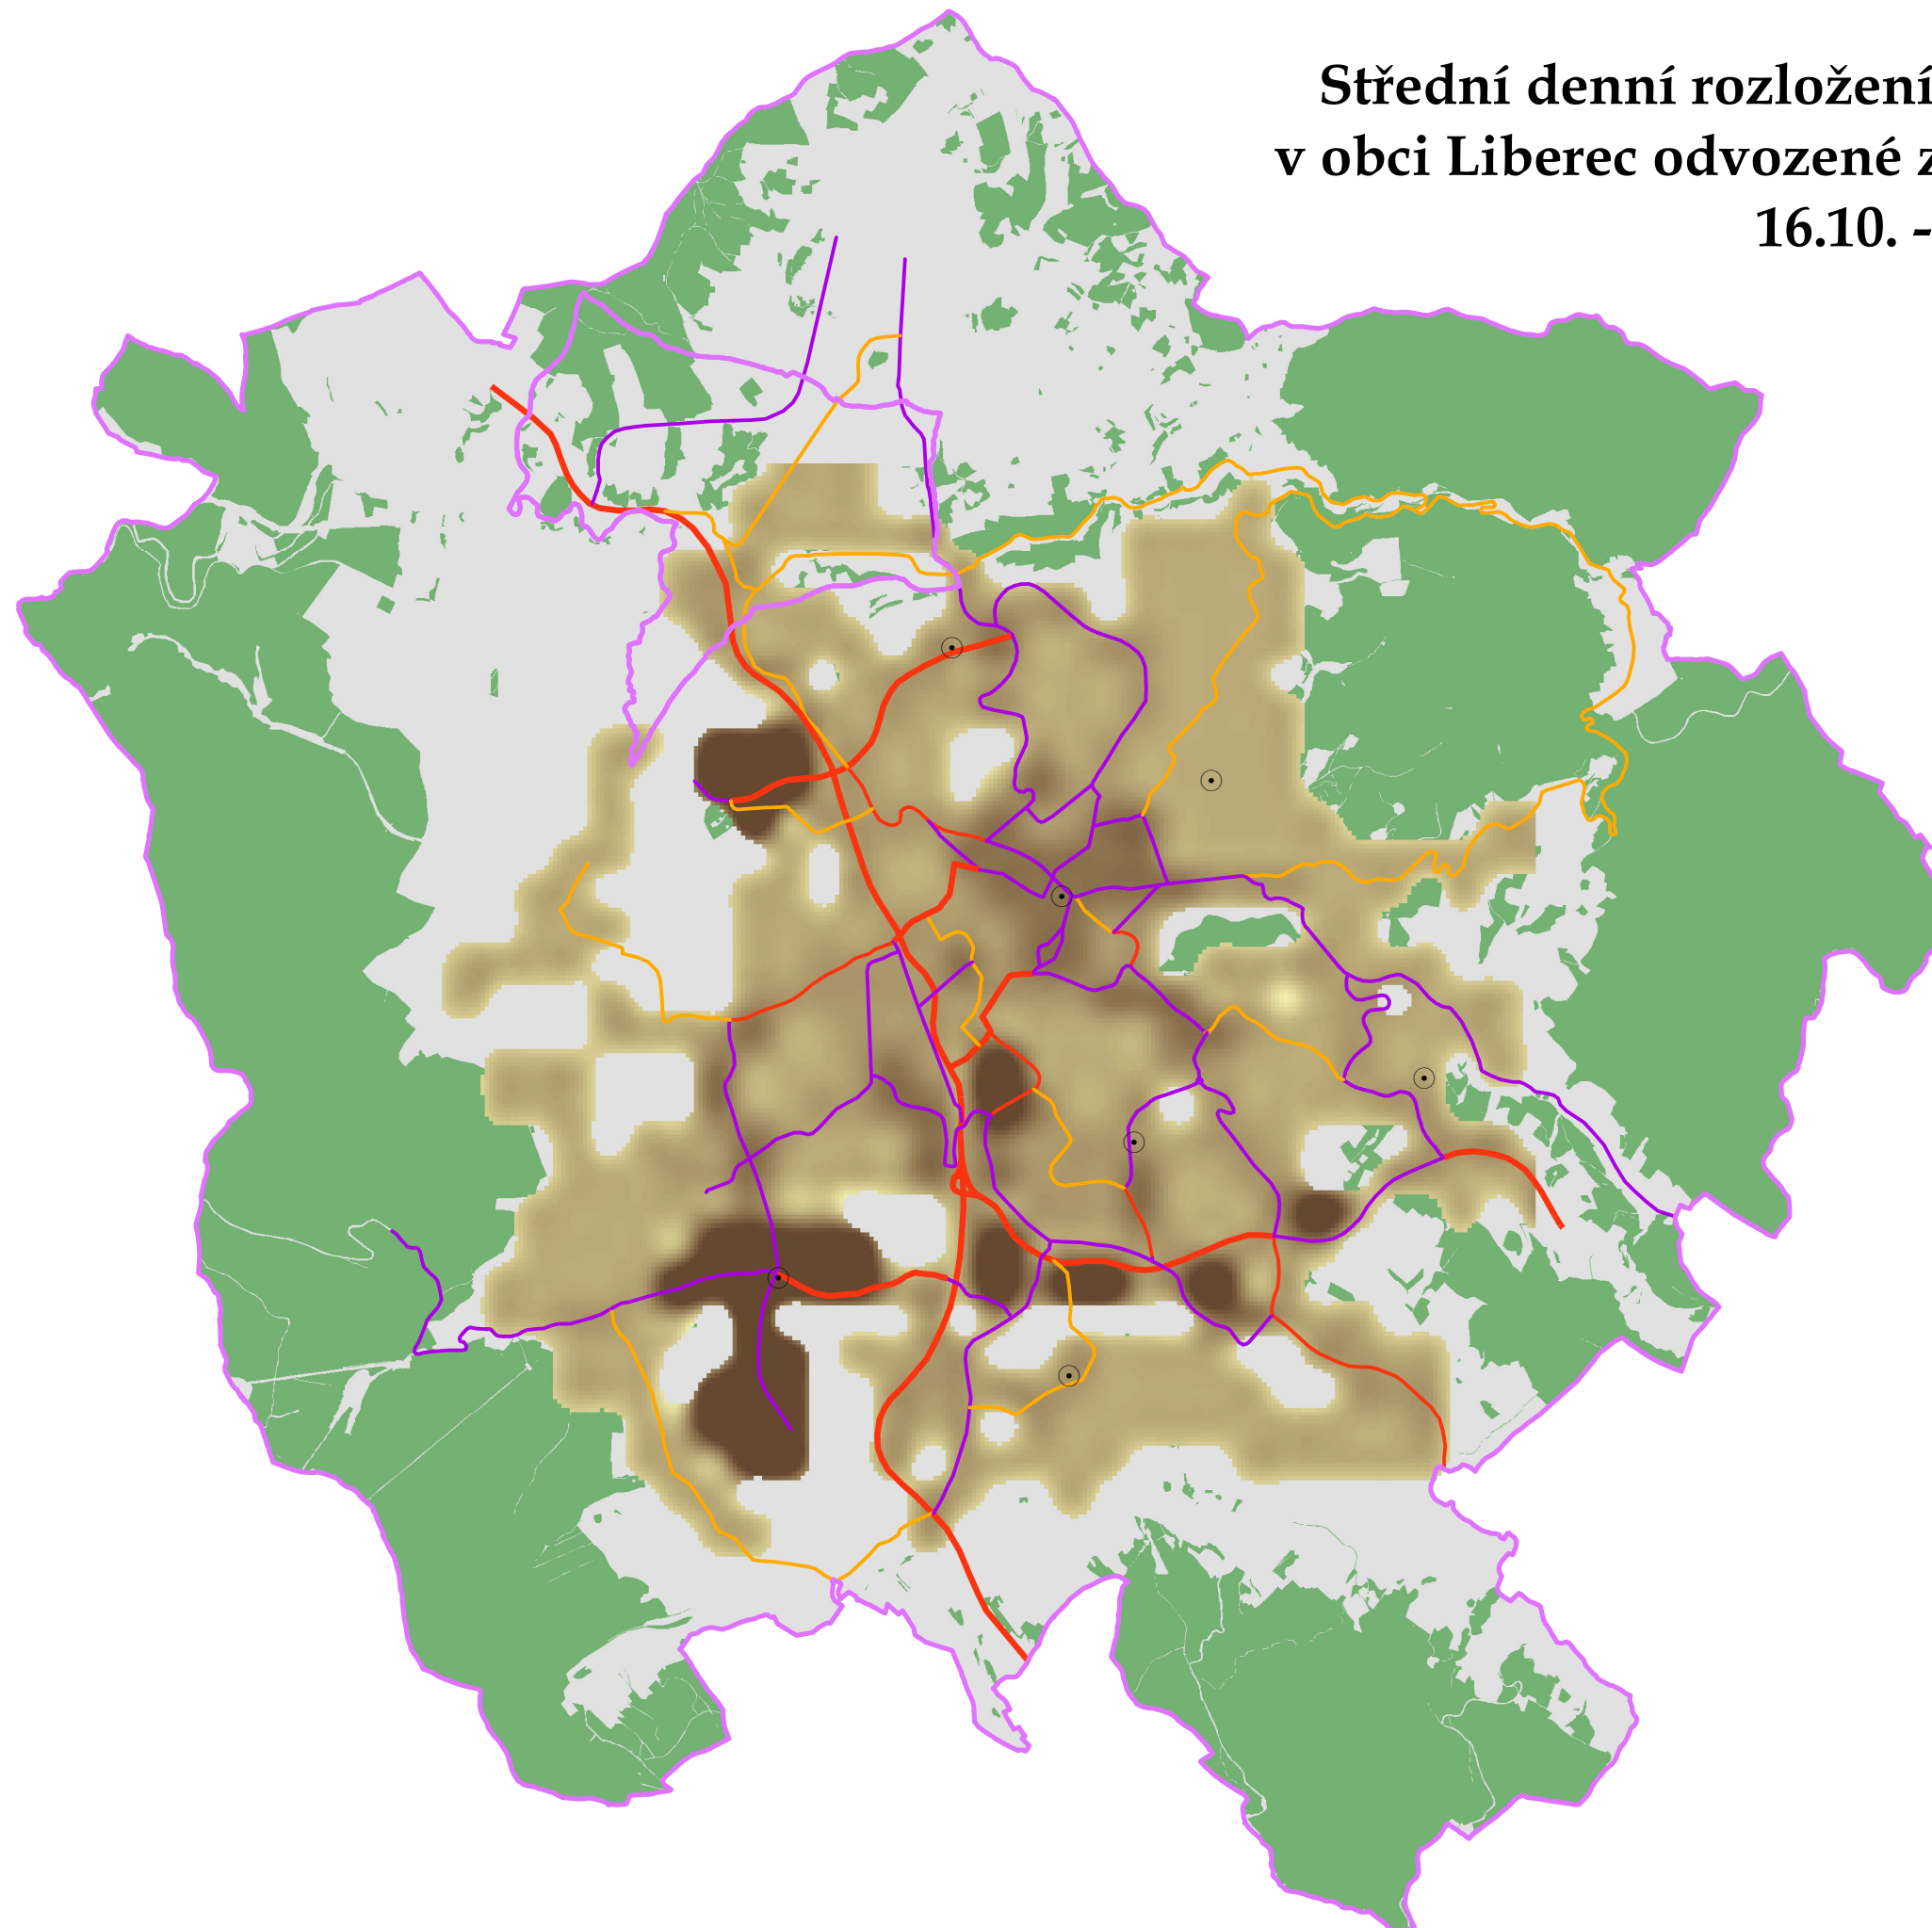 Střední denní rozložení
v obci Liberec odvozené z
16.10. -